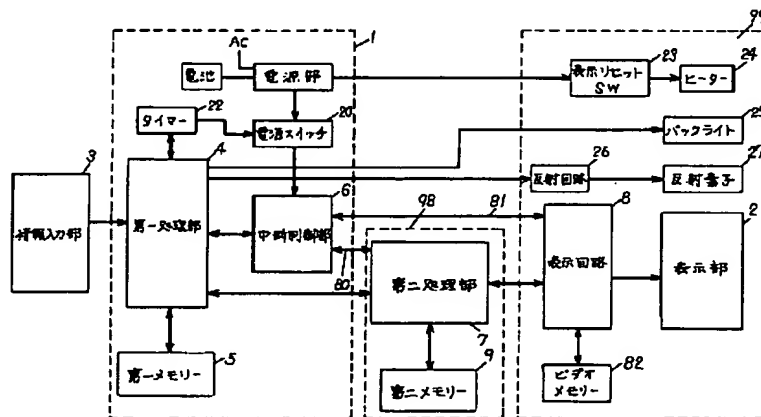 AC
1
99
電池
電源部
表示リセット
SW
23
ヒーター
24
タイマー
22
電源スイッチ
20
バックライト
25
3
4
情報入力部
第一処理部
6
中断制御部
26
反射回路
反射素子
27
81
98
80
8
2
第二処理部
7
表示回路
表示部
第一メモリー
5
第二メモリー
9
ビデオ
メモリー
82